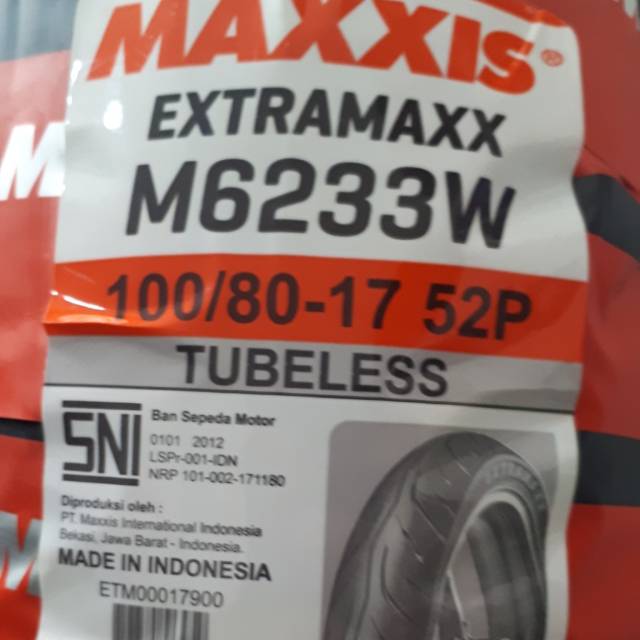 MAXXIS®
EXTRAMAXX
M6233W
100/80-17 52P
TUBELESS
SNI
Ban Sepeda Motor
0101 2012
LSPr-001-IDN
NRP 101-002-171180
Diproduksi oleh :
PT. Maxxis International Indonesia
Bekasi, Jawa Barat - Indonesia.
MADE IN INDONESIA
ETM00017900
EXTRAMAXX
M
M